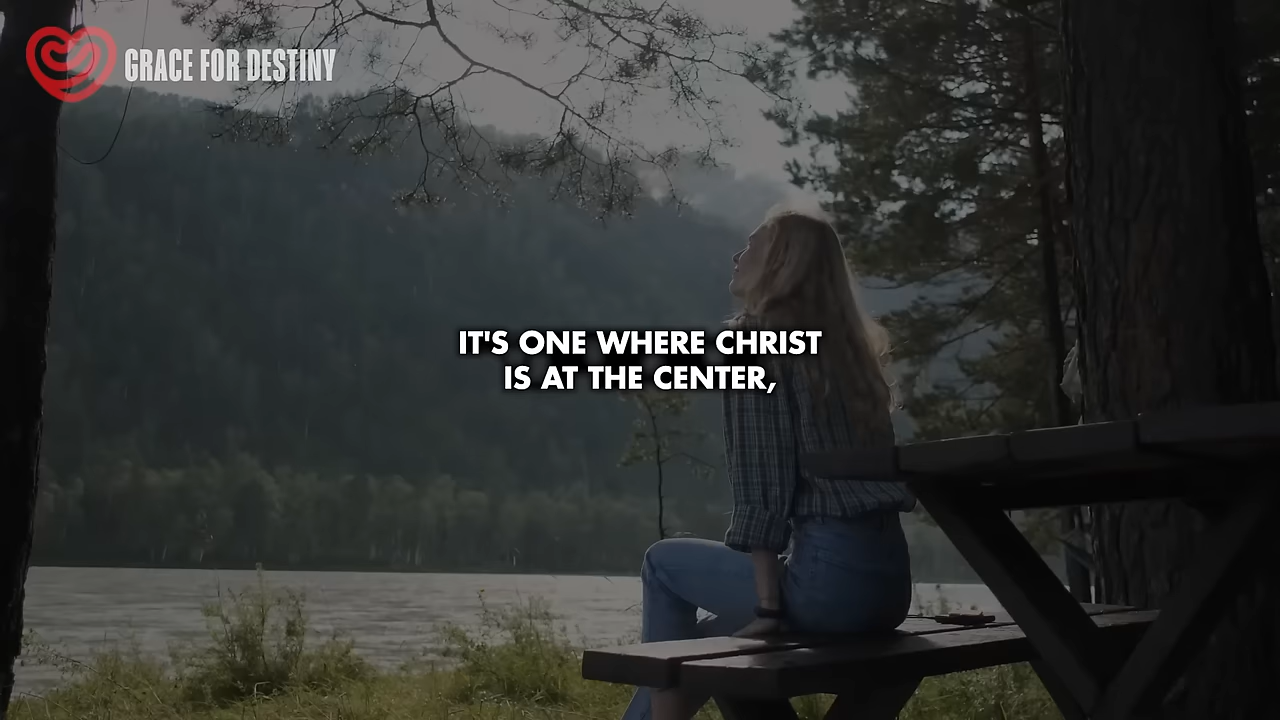 GRACE FOR DESTINY
IT'S ONE WHERE CHRIST
IS AT THE CENTER,